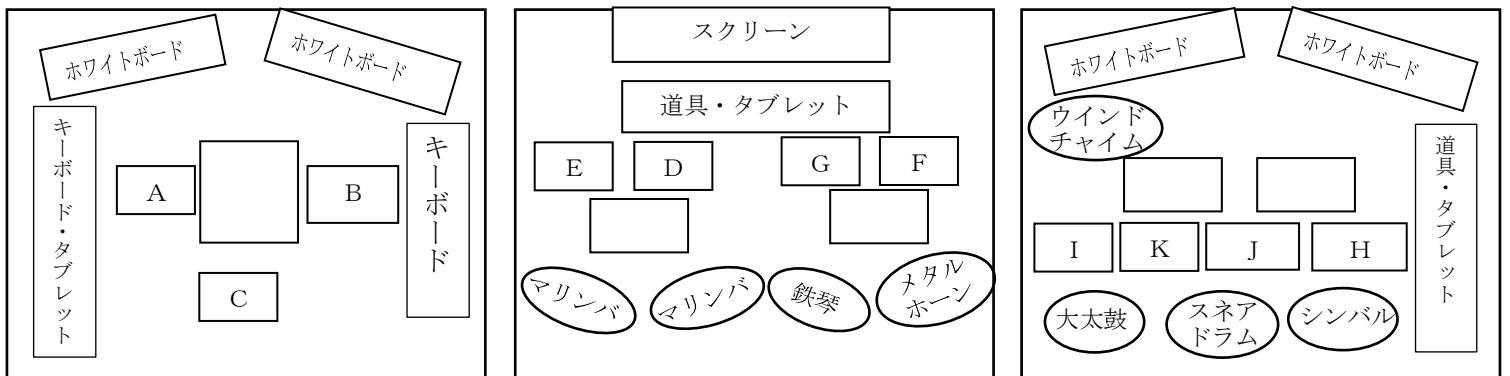 ホワイトボード
ホワイトボード
キーボード・タブレット
キーボード
A
B
C
スクリーン
道具・タブレット
E
D
G
F
マリンバ
マリンバ
鉄琴
メタル
ホーン
ホワイトボード
ホワイトボード
ウインド
チャイム
道具・タブレット
I
K
J
H
大太鼓
スネア
ドラム
シンバル